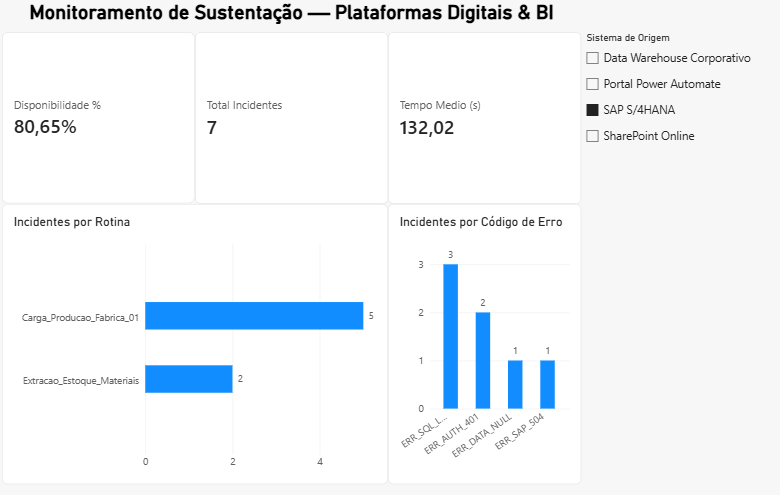 Monitoramento de Sustentação — Plataformas Digitais & BI
Sistema de Origem
Data Warehouse Corporativo
Portal Power Automate
SAP S/4HANA
SharePoint Online
Disponibilidade %
80,65%
Total Incidentes
7
Tempo Medio (s)
132,02
Incidentes por Rotina
Carga_Producao_Fabrica_01
5
Extracao_Estoque_Materiais
2
0 2 4
Incidentes por Código de Erro
3
2
1
0
3
2
1
1
ERR_SQL_L...
ERR_AUTH_401
ERR_DATA_NULL
ERR_SAP_504